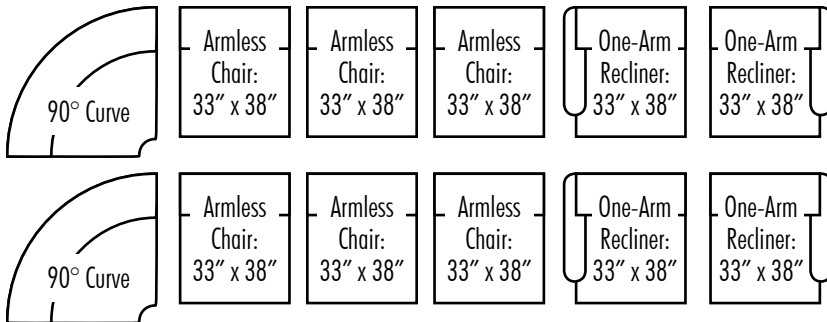 90° Curve
Armless
Chair:
33″ x 38″
Armless
Chair:
33″ x 38″
Armless
Chair:
33″ x 38″
One-Arm
Recliner:
33″ x 38″
One-Arm
Recliner:
33″ x 38″
90° Curve
Armless
Chair:
33″ x 38″
Armless
Chair:
33″ x 38″
Armless
Chair:
33″ x 38″
One-Arm
Recliner:
33″ x 38″
One-Arm
Recliner:
33″ x 38″